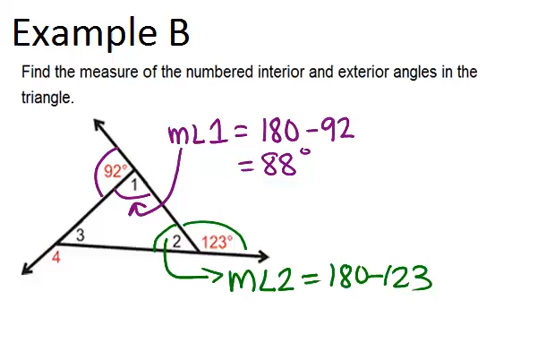 Example B
Find the measure of the numbered interior and exterior angles in the
triangle.
m∠1 = 180-92
= 88°
92°
1
3
2
123°
4
m∠2 = 180-123